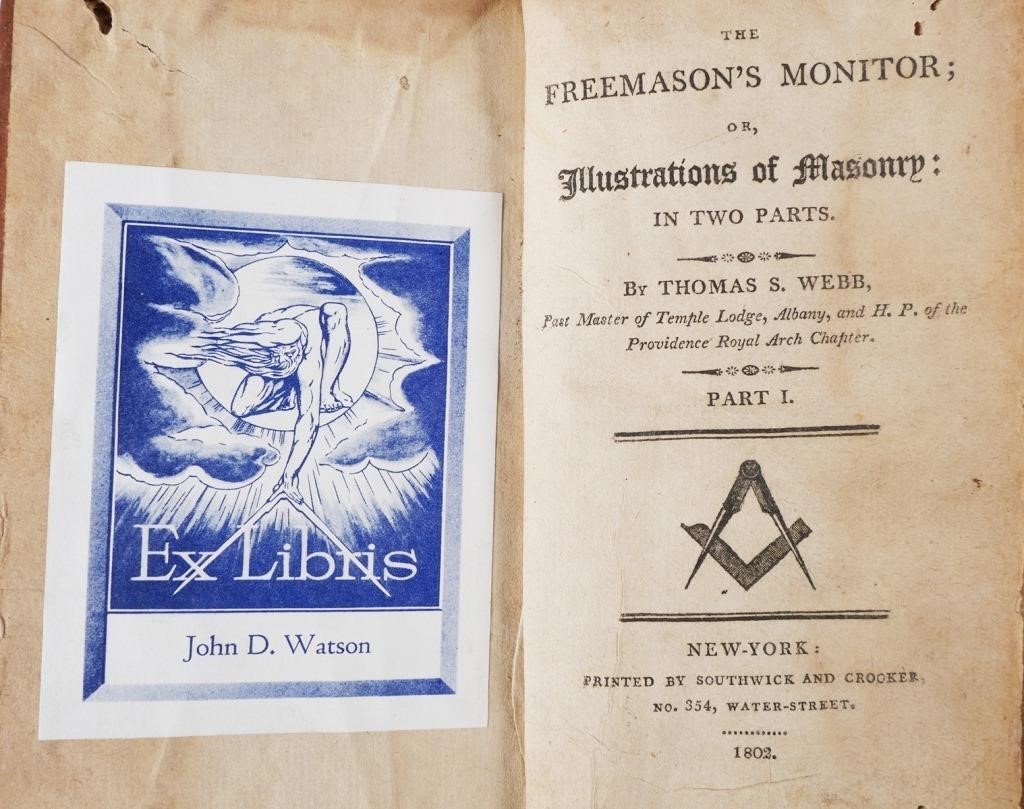 Ex Libris
John D. Watson
THE
FREEMASON'S MONITOR;
OR,
Illustrations of Masonry:
IN TWO PARTS.
By THOMAS S. WEBB,
Past Master of Temple Lodge, Albany, and H. P. of the
Providence Royal Arch Chapter.
PART I.
NEW-YORK:
PRINTED BY SOUTHWICK AND CROOKER,
NO. 354, WATER-STREET.
1802.